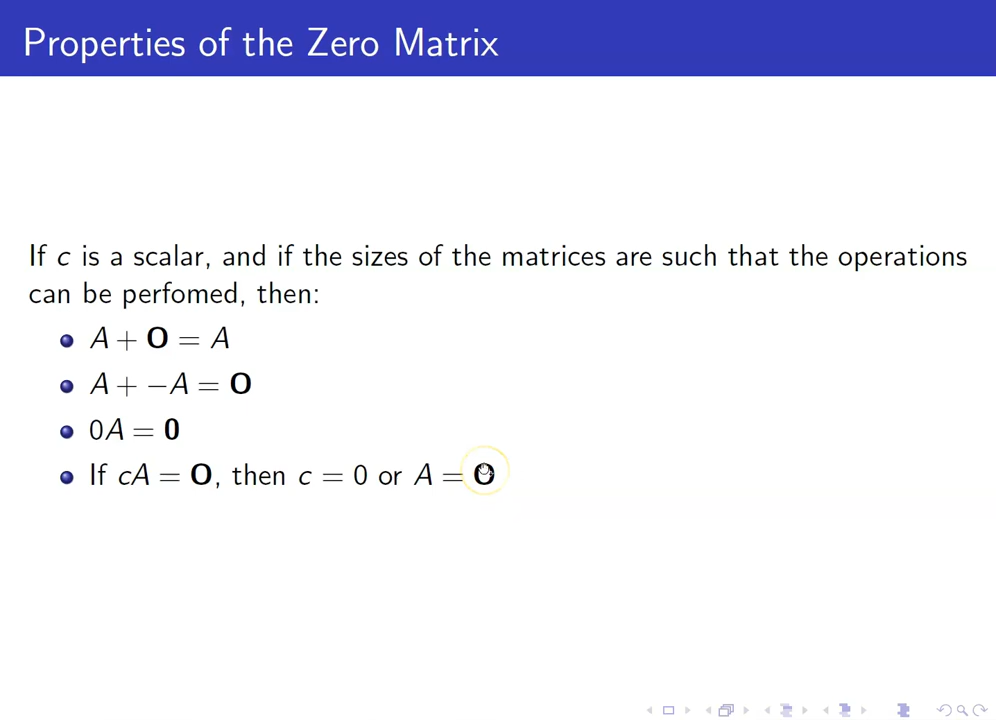 Properties of the Zero Matrix
If c is a scalar, and if the sizes of the matrices are such that the operations
can be perfomed, then:
A + O = A
A + −A = O
0A = 0
If cA = O, then c = 0 or A = O